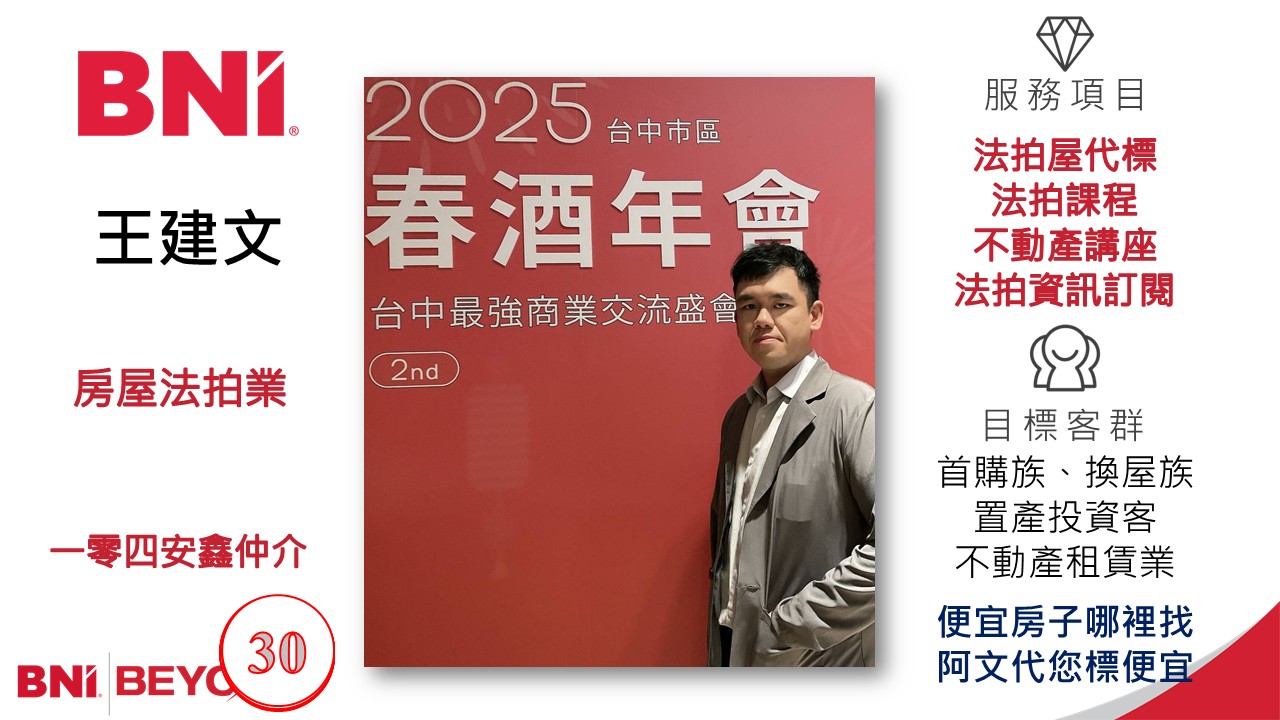 BNI®
王建文
房屋法拍業
一零四安鑫仲介
30
BNI® BEYO
2025 台中市區
春酒年會
台中最強商業交流盛會
2nd
服務項目
法拍屋代標
法拍課程
不動產講座
法拍資訊訂閱
目標客群
首購族、換屋族
置產投資客
不動產租賃業
便宜房子哪裡找
阿文代您標便宜